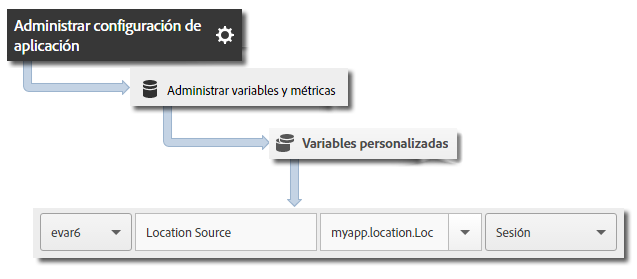 Administrar configuración de
aplicación
Administrar variables y métricas
Variables personalizadas
evar6 Location Source myapp.location.Loc Sesión